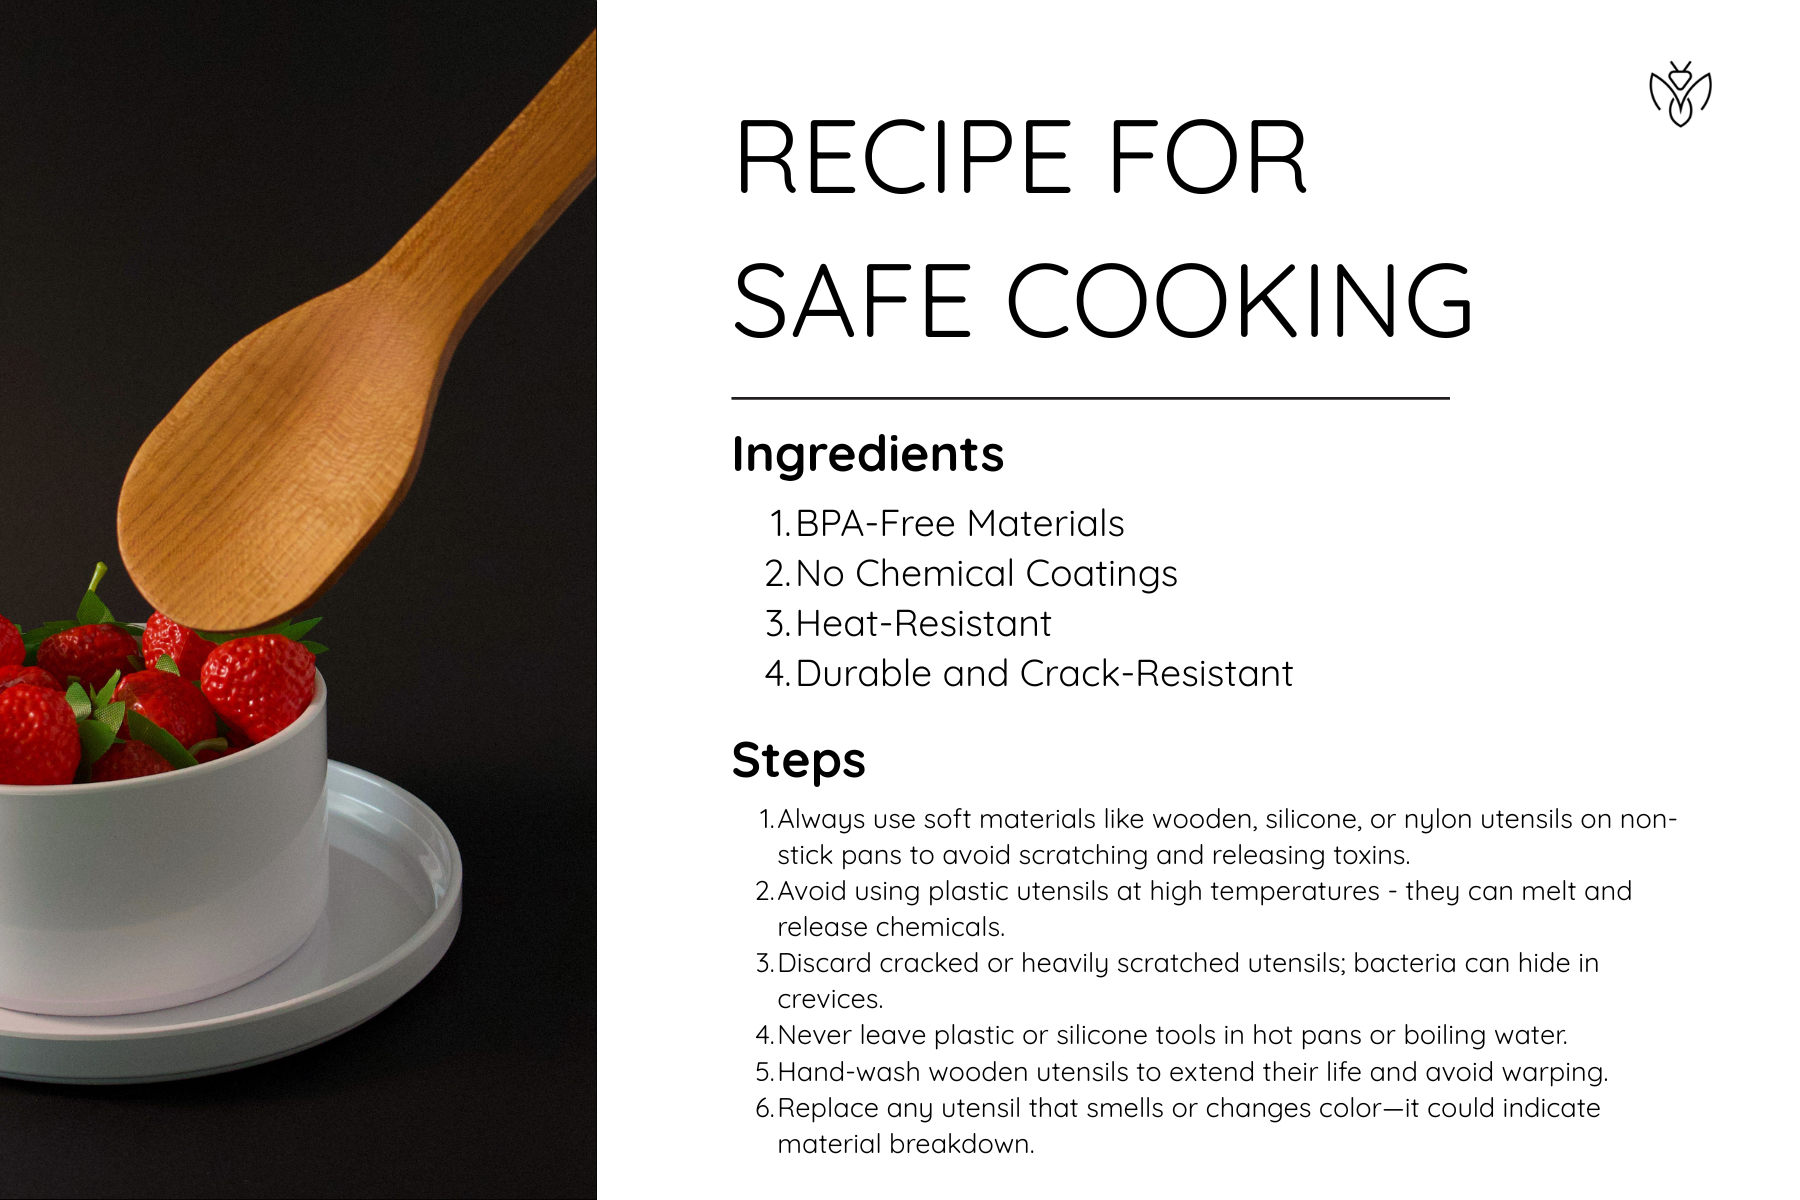 RECIPE FOR
SAFE COOKING
Ingredients
1. BPA-Free Materials
2. No Chemical Coatings
3. Heat-Resistant
4. Durable and Crack-Resistant
Steps
1. Always use soft materials like wooden, silicone, or nylon utensils on non-
stick pans to avoid scratching and releasing toxins.
2. Avoid using plastic utensils at high temperatures - they can melt and
release chemicals.
3. Discard cracked or heavily scratched utensils; bacteria can hide in
crevices.
4. Never leave plastic or silicone tools in hot pans or boiling water.
5. Hand-wash wooden utensils to extend their life and avoid warping.
6. Replace any utensil that smells or changes color—it could indicate
material breakdown.